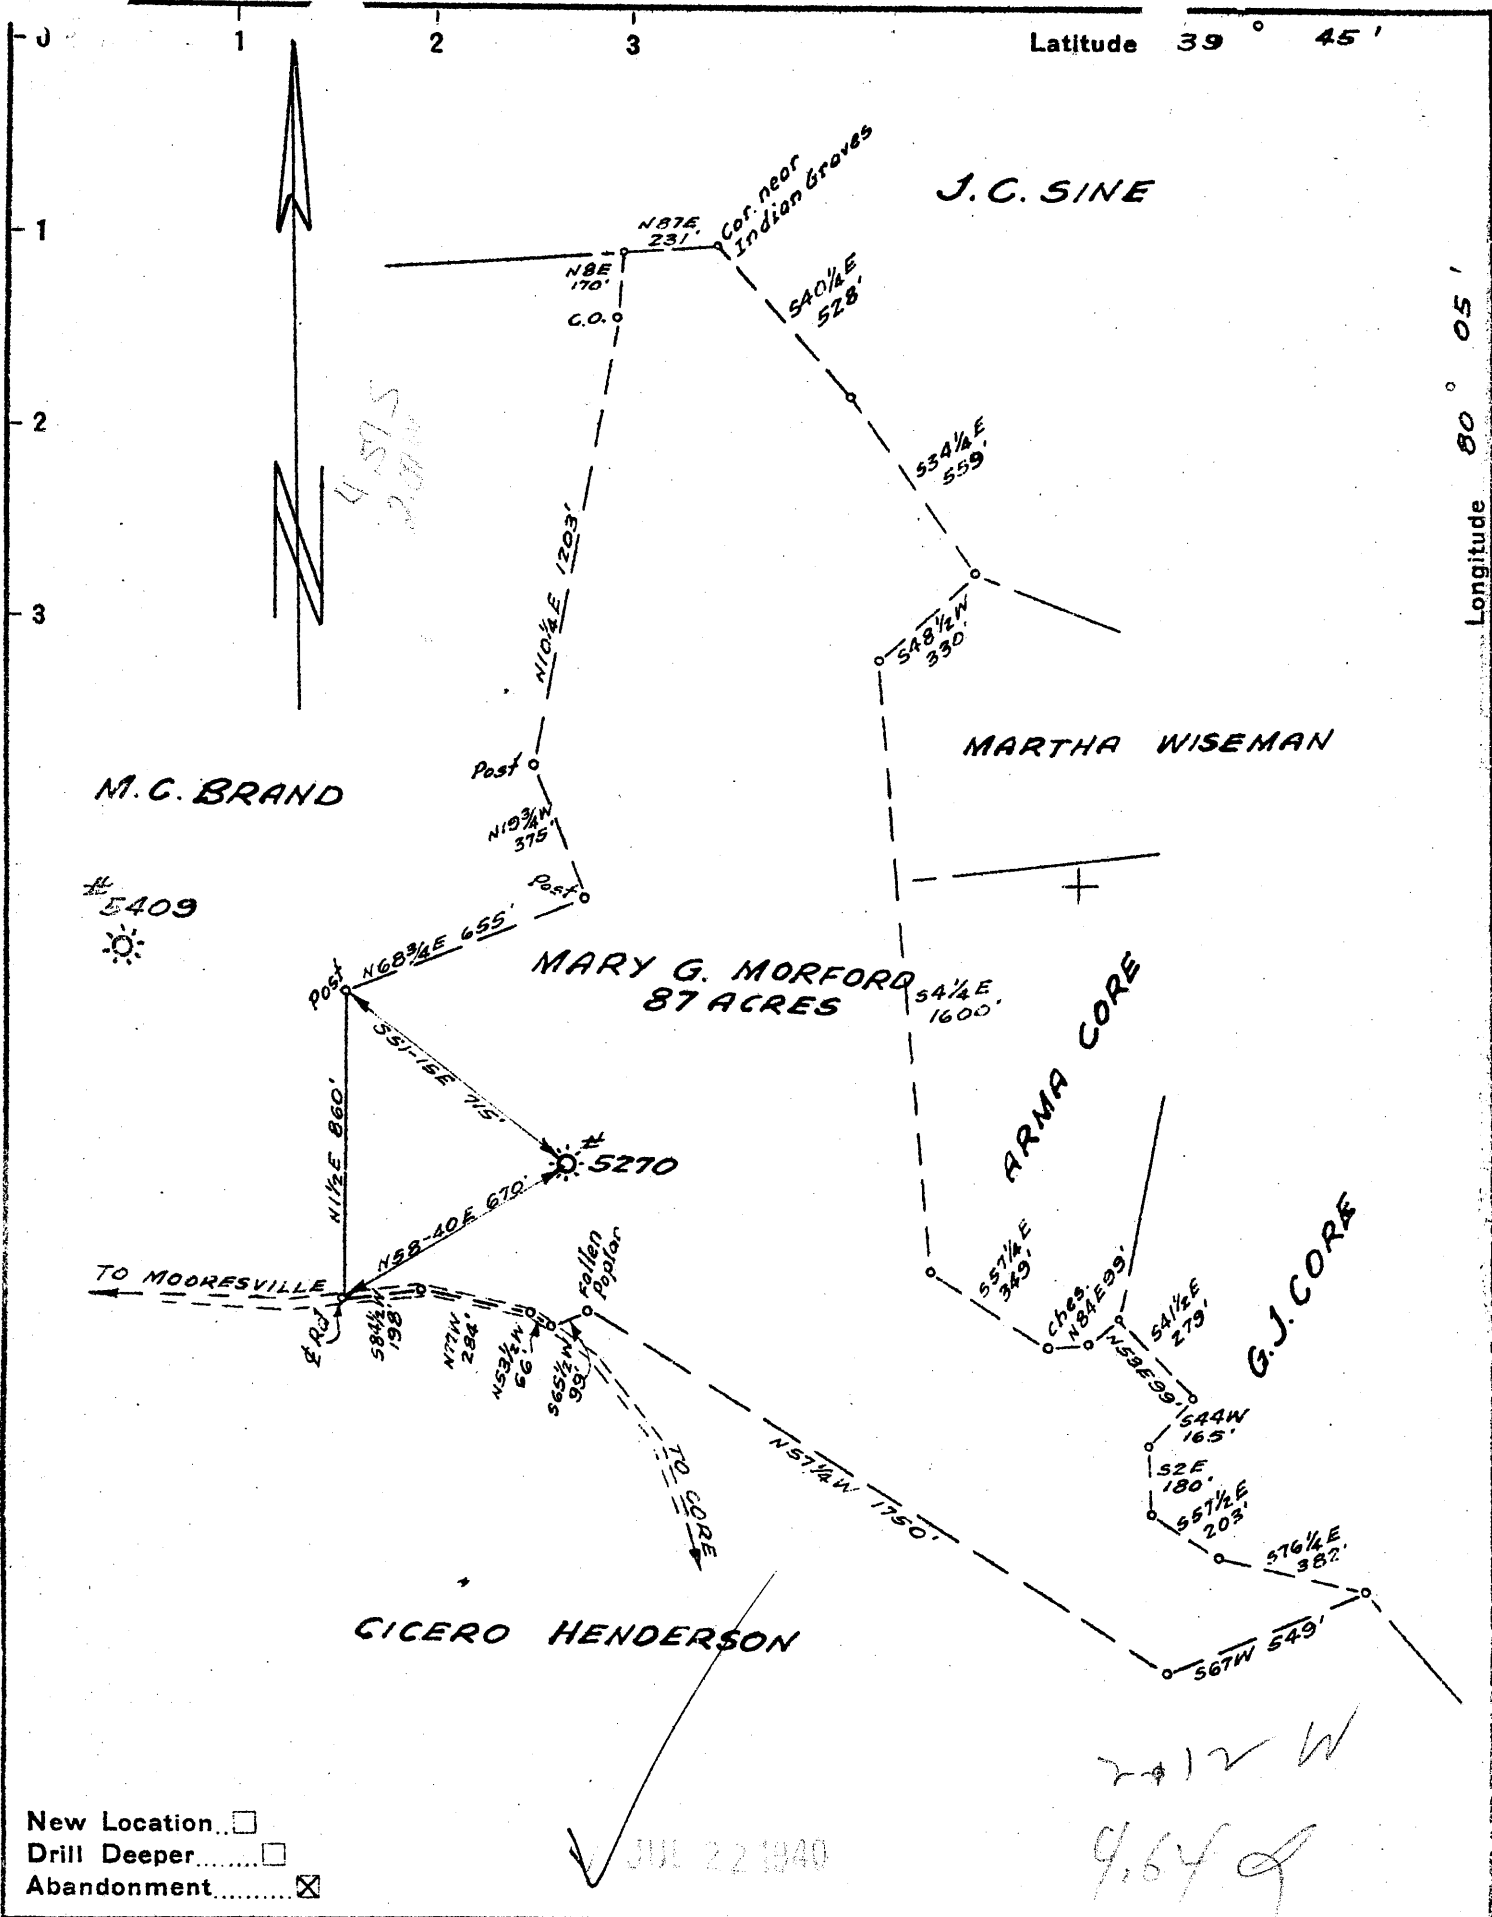 0 1 2 3 Latitude 39° 45'
J.C. SINE
Cor. near
Indian Graves
N87E
231'
1
N8E
170'
C.O.
S40¼E
528'
Longitude 80° 05'
2
S34¼E
559'
N
3
N10¼E 1203'
S48½W
330'
MARTHA WISEMAN
Post
M.C. BRAND
N19¾W
375'
Post
#5409
N68¾E 655'
MARY G. MORFORD
87 ACRES
Post
S4¼E
1600'
ARMA CORE
S51-15E 715'
N1½E 860'
#5270
N58-40E 670'
Fallen
Poplar
TO MOORESVILLE
℄ Rd
S84½W
198'
N77W
284'
N53½W
66'
S65½W
99'
TO CORE
S57¼E
349'
ches.
N84E99'
N58E99'
S41½E
279'
G.J. CORE
S44W
165'
S2E
180'
S57½E
203'
S76¼E
382'
N57¼W 1750'
S67W 549'
CICERO HENDERSON
New Location..☐
Drill Deeper........☐
Abandonment..........☒
JUL 22 1940